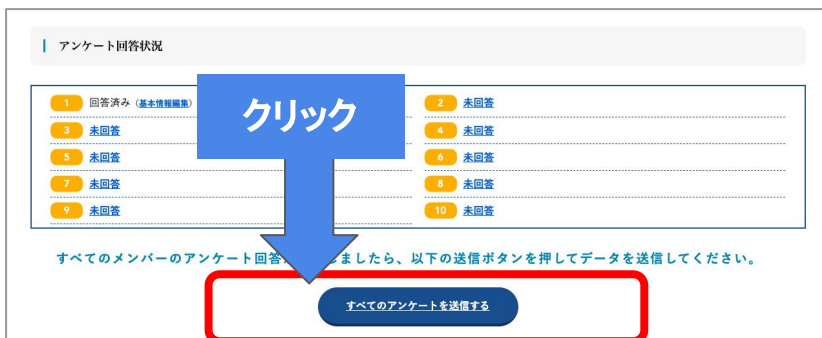 アンケート回答状況
1 回答済み（基本情報編集）
2 未回答
クリック
3 未回答
4 未回答
5 未回答
6 未回答
7 未回答
8 未回答
9 未回答
10 未回答
すべてのメンバーのアンケート回答 ましたら、以下の送信ボタンを押してデータを送信してください。
すべてのアンケートを送信する